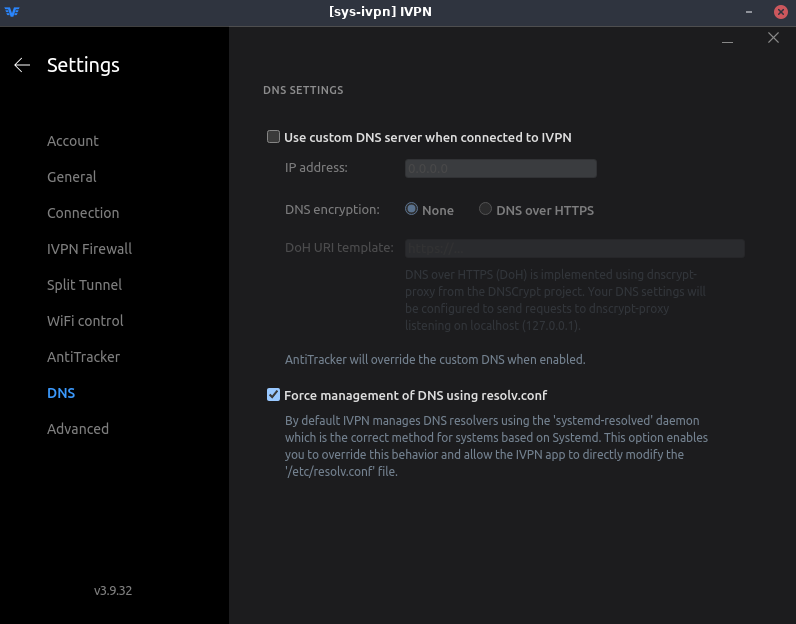 [sys-ivpn] IVPN
Settings
Account
General
Connection
IVPN Firewall
Split Tunnel
WiFi control
AntiTracker
DNS
Advanced
v3.9.32
DNS SETTINGS
Use custom DNS server when connected to IVPN
IP address: 0.0.0.0
DNS encryption: None DNS over HTTPS
DoH URI template: https://...
DNS over HTTPS (DoH) is implemented using dnscrypt-
proxy from the DNSCrypt project. Your DNS settings will
be configured to send requests to dnscrypt-proxy
listening on localhost (127.0.0.1).
AntiTracker will override the custom DNS when enabled.
Force management of DNS using resolv.conf
By default IVPN manages DNS resolvers using the 'systemd-resolved' daemon
which is the correct method for systems based on Systemd. This option enables
you to override this behavior and allow the IVPN app to directly modify the
'/etc/resolv.conf' file.